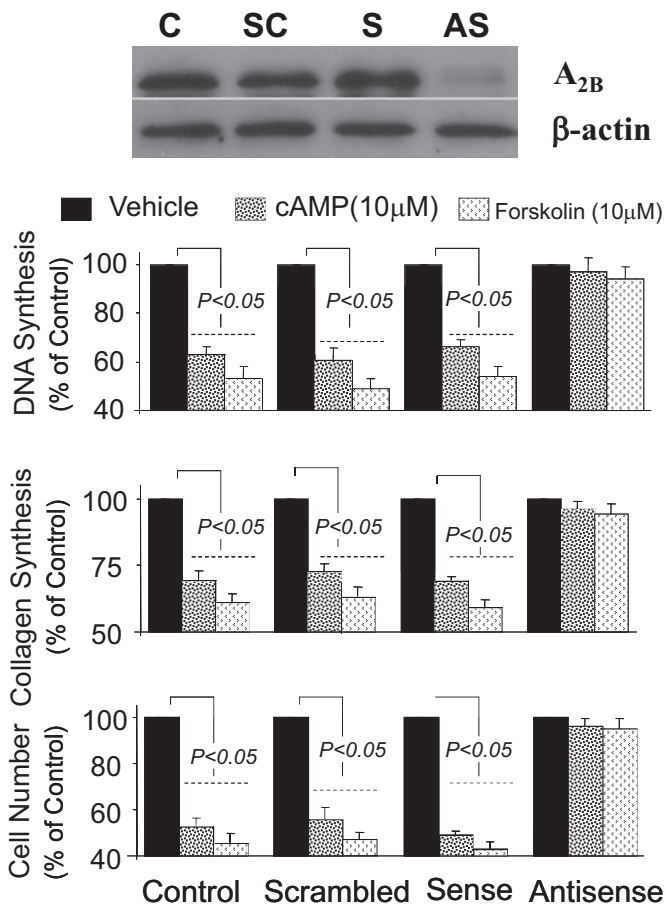 C SC S AS
A2B
β-actin
Vehicle cAMP(10μM) Forskolin (10μM)
DNA Synthesis
(% of Control)
100
80
60
40
P<0.05 P<0.05 P<0.05
Collagen Synthesis
(% of Control)
100
75
50
P<0.05 P<0.05 P<0.05
Cell Number
(% of Control)
100
80
60
40
P<0.05 P<0.05 P<0.05
Control Scrambled Sense Antisense